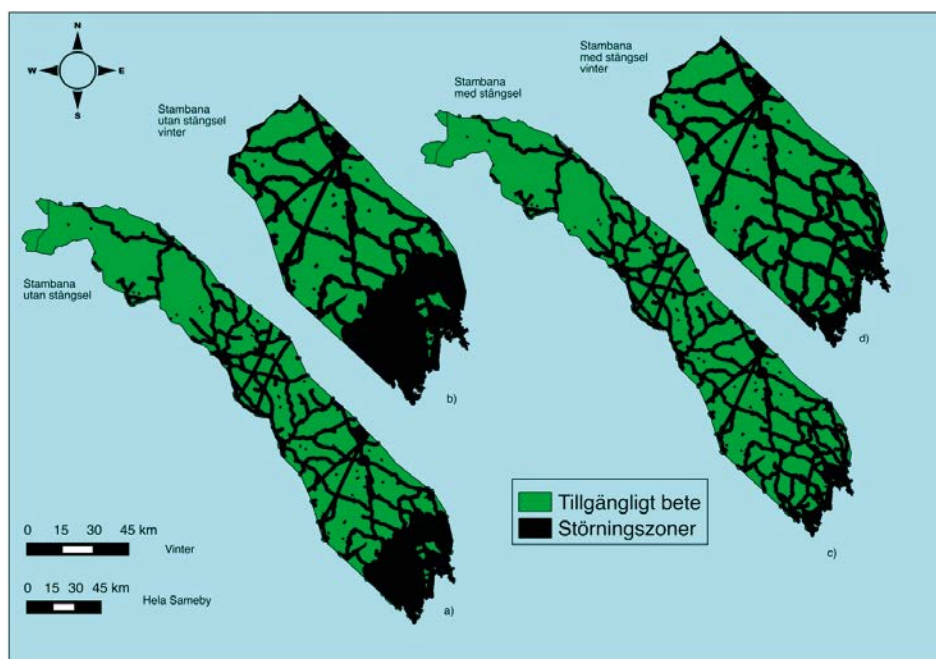 N
W
E
S
Stambana
utan stängsel
vinter
Stambana
med stängsel
Stambana
med stängsel
vinter
Stambana
utan stängsel
b)
d)
Tillgängligt bete
Störningszoner
0 15 30 45 km
Vinter
0 15 30 45 km
Hela Sameby
a)
c)